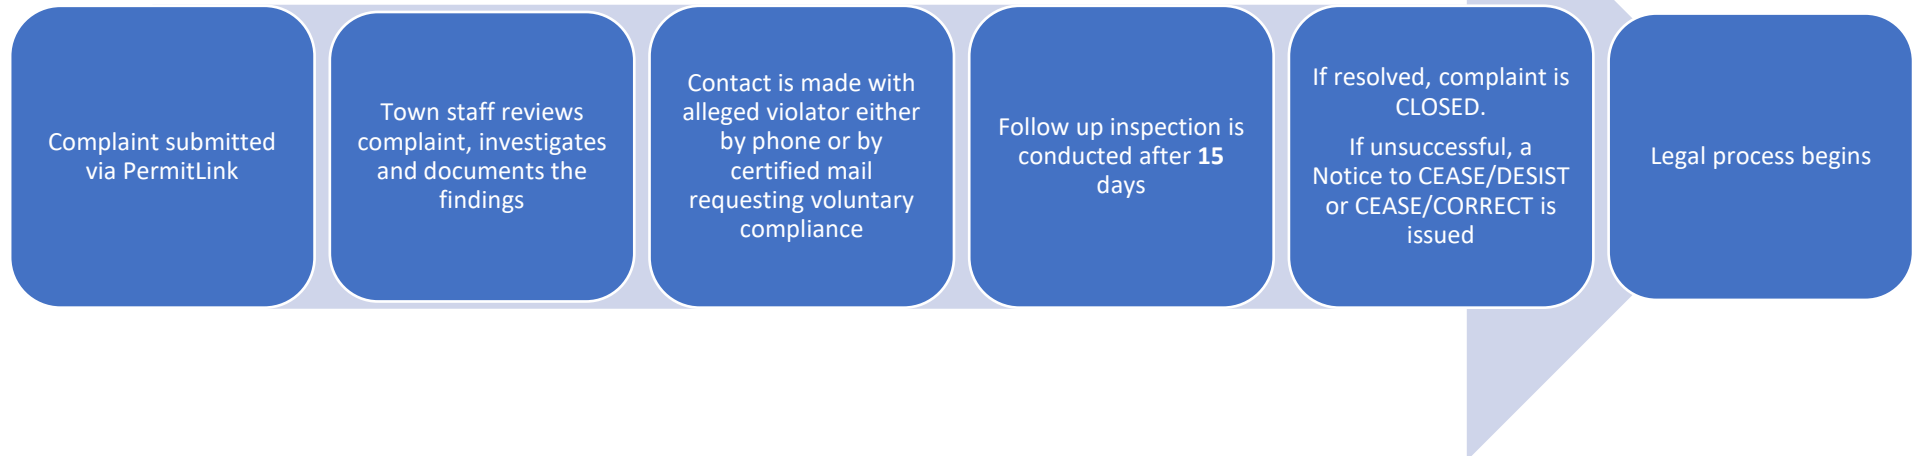 Complaint submitted
via PermitLink
Town staff reviews
complaint, investigates
and documents the
findings
Contact is made with
alleged violator either
by phone or by
certified mail
requesting voluntary
compliance
Follow up inspection is
conducted after 15
days
If resolved, complaint is
CLOSED.
If unsuccessful, a
Notice to CEASE/DESIST
or CEASE/CORRECT is
issued
Legal process begins